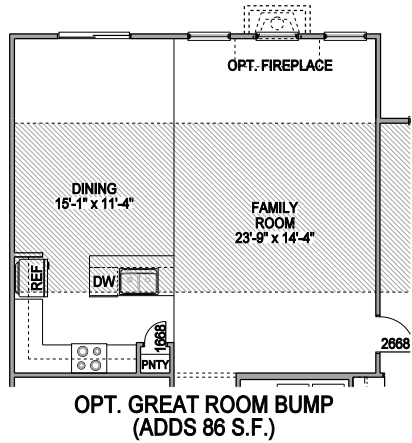 OPT. FIREPLACE
DINING
15'-1" x 11'-4"
FAMILY
ROOM
23'-9" x 14'-4"
REF
DW
1668
2668
PNTY
OPT. GREAT ROOM BUMP
(ADDS 86 S.F.)